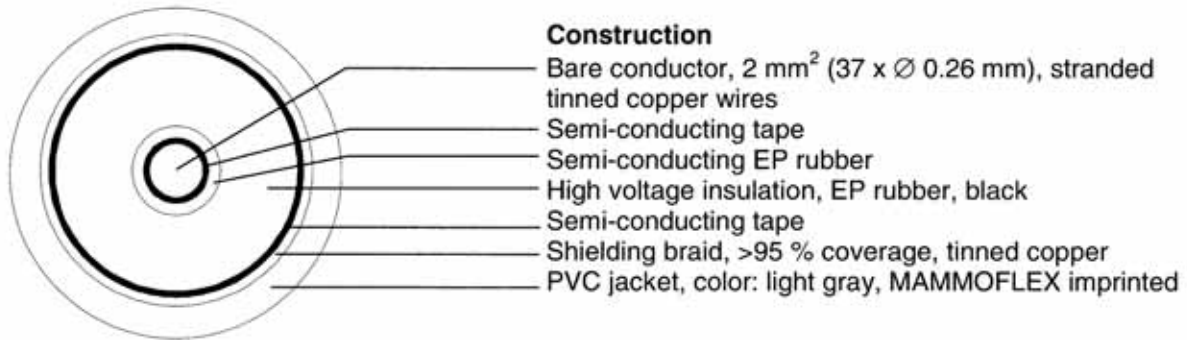 Construction
Bare conductor, 2 mm² (37 x Ø 0.26 mm), stranded
tinned copper wires
Semi-conducting tape
Semi-conducting EP rubber
High voltage insulation, EP rubber, black
Semi-conducting tape
Shielding braid, >95 % coverage, tinned copper
PVC jacket, color: light gray, MAMMOFLEX imprinted